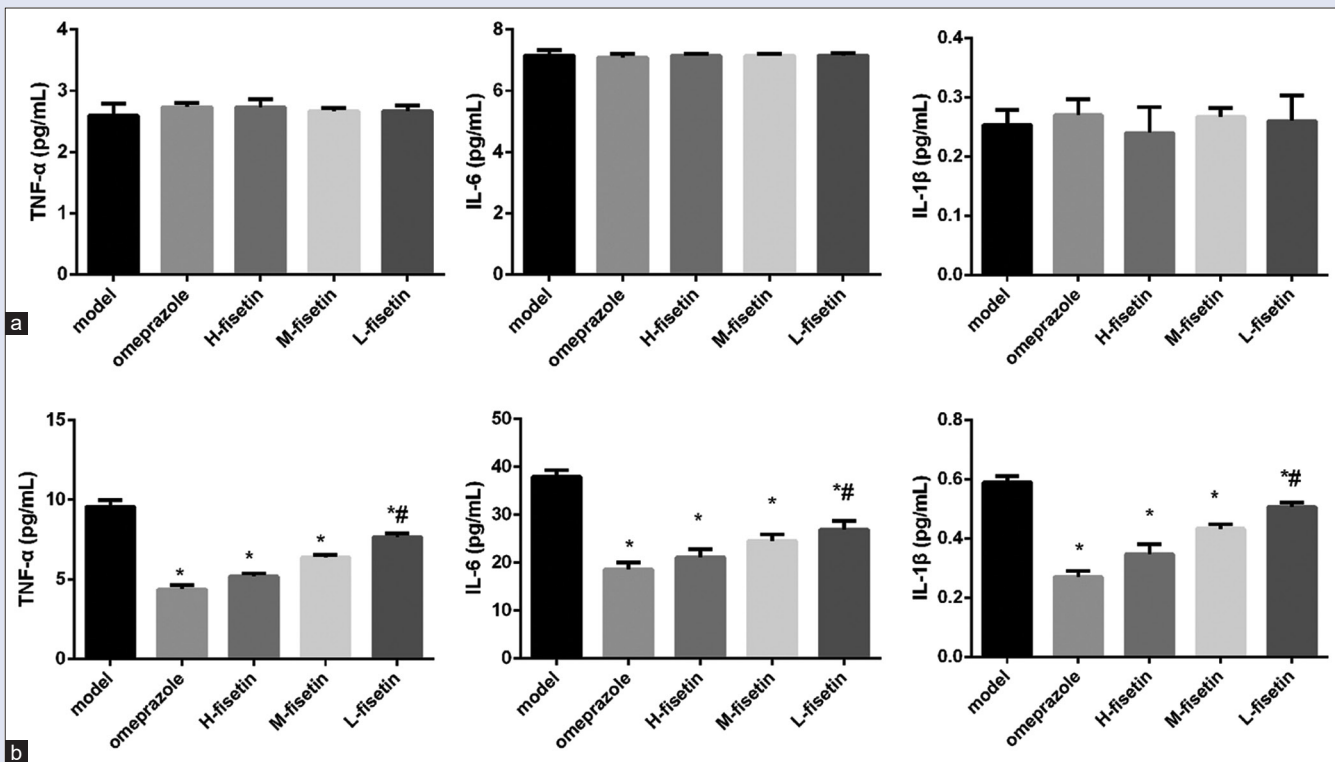 TNF-α (pg/mL)
4
3
2
1
0
model
omeprazole
H-fisetin
M-fisetin
L-fisetin
IL-6 (pg/mL)
8
6
4
2
0
model
omeprazole
H-fisetin
M-fisetin
L-fisetin
IL-1β (pg/mL)
0.4
0.3
0.2
0.1
0.0
model
omeprazole
H-fisetin
M-fisetin
L-fisetin
a
TNF-α (pg/mL)
15
10
5
0
*
*
*
*#
model
omeprazole
H-fisetin
M-fisetin
L-fisetin
IL-6 (pg/mL)
50
40
30
20
10
0
*
*
*
*#
model
omeprazole
H-fisetin
M-fisetin
L-fisetin
IL-1β (pg/mL)
0.8
0.6
0.4
0.2
0.0
*
*
*
*#
model
omeprazole
H-fisetin
M-fisetin
L-fisetin
b